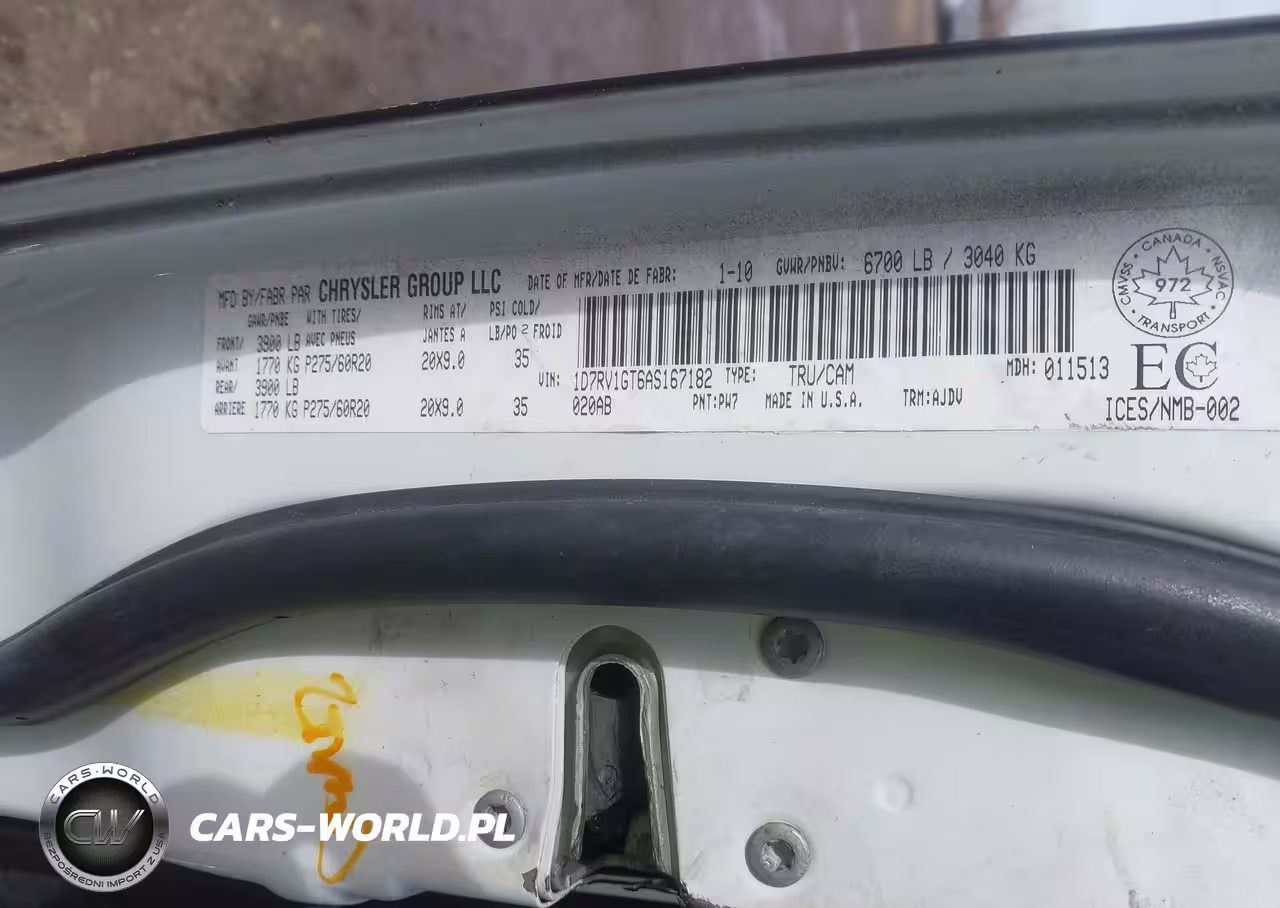 MFD BY/FABR PAR CHRYSLER GROUP LLC DATE OF MFR/DATE DE FABR: 1-10 GVWR/PNBV: 6700 LB / 3040 KG
GAWR/PNBE WITH TIRES/ RIMS AT/ PSI COLD/
FRONT/ 3900 LB AVEC PNEUS JANTES A LB/PO 2 FROID
AVANT 1770 KG P275/60R20 20X9.0 35
VIN: 1D7RV1GT6AS167182 TYPE: TRU/CAM MDH: 011513
REAR/ 3900 LB
ARRIERE 1770 KG P275/60R20 20X9.0 35 020AB PNT:PW7 MADE IN U.S.A. TRM:AJDV
CMVSS • CANADA • NSVAC • TRANSPORT •
972
EC
ICES/NMB-002
CARS-WORLD
CW
BEZPOŚREDNI IMPORT Z USA
CARS-WORLD.PL